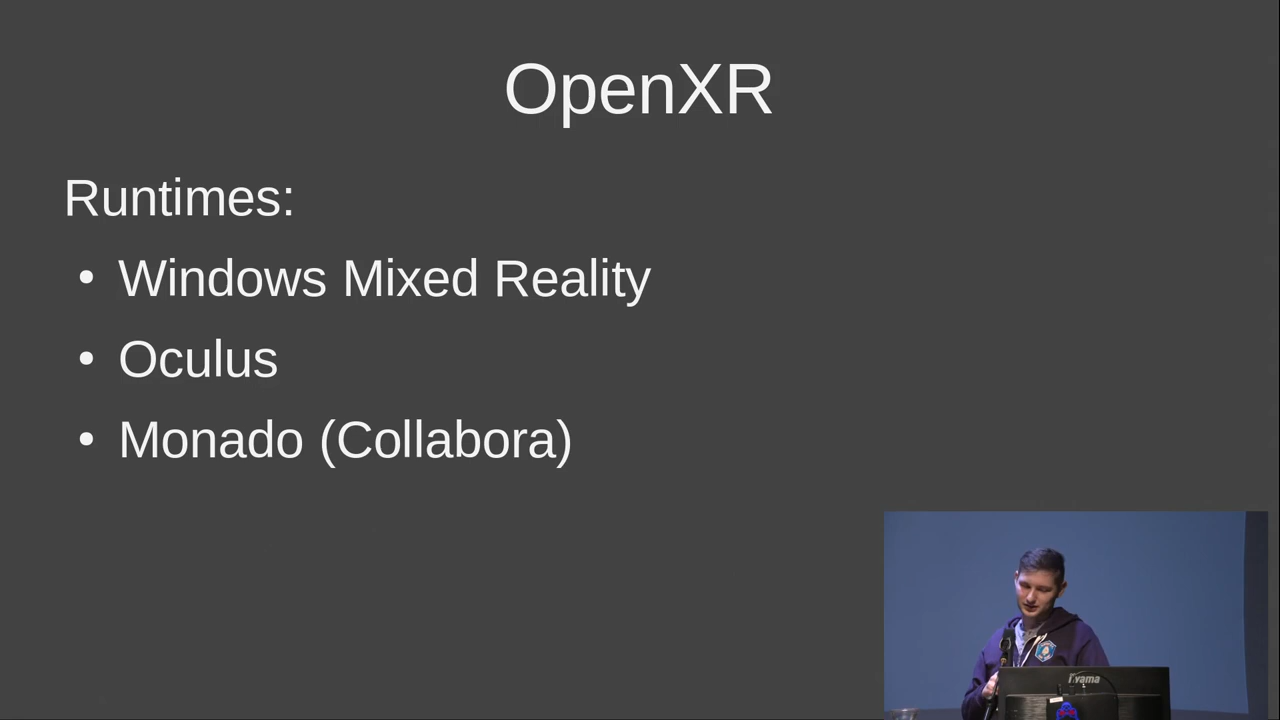 OpenXR
Runtimes:
• Windows Mixed Reality
• Oculus
• Monado (Collabora)
iiyama